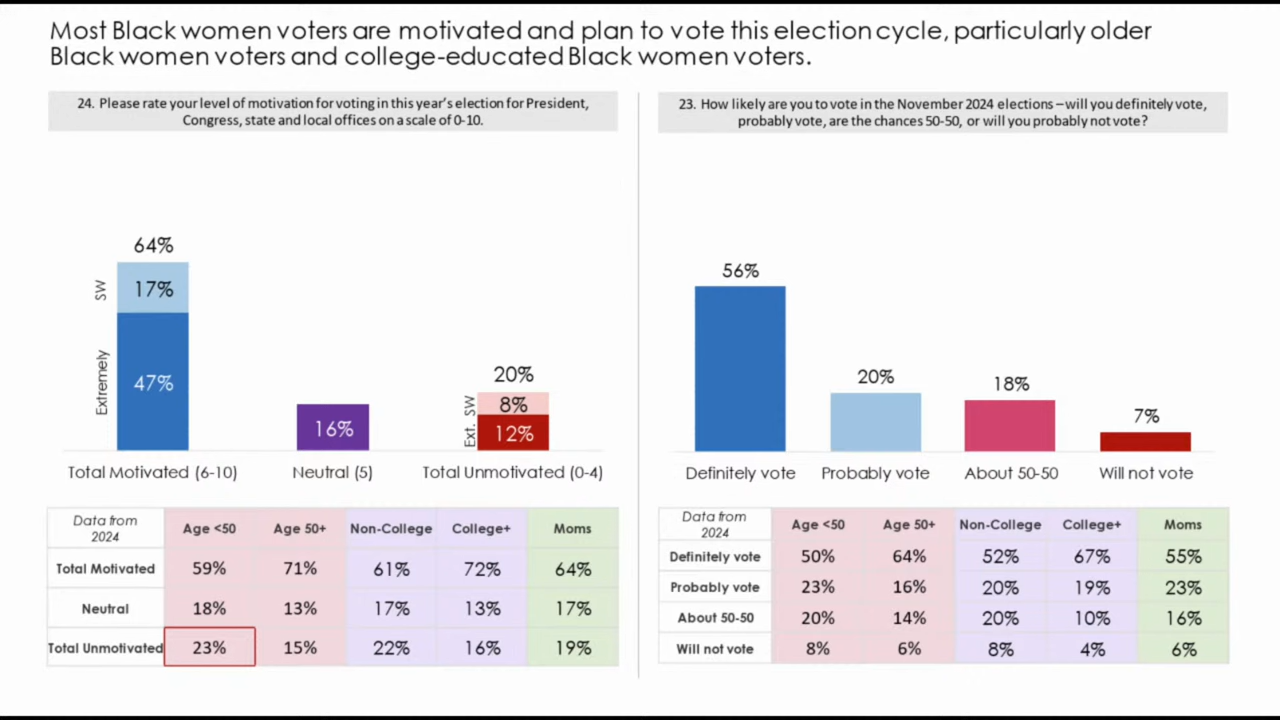 Most Black women voters are motivated and plan to vote this election cycle, particularly older
Black women voters and college-educated Black women voters.
24. Please rate your level of motivation for voting in this year's election for President,
Congress, state and local offices on a scale of 0-10.
64%
SW
17%
Extremely
47%
16%
20%
SW
8%
Ext.
12%
Total Motivated (6-10)
Neutral (5)
Total Unmotivated (0-4)
Data from
2024
Age <50
Age 50+
Non-College
College+
Moms
Total Motivated
59%
71%
61%
72%
64%
Neutral
18%
13%
17%
13%
17%
Total Unmotivated
23%
15%
22%
16%
19%
23. How likely are you to vote in the November 2024 elections – will you definitely vote,
probably vote, are the chances 50-50, or will you probably not vote?
56%
20%
18%
7%
Definitely vote
Probably vote
About 50-50
Will not vote
Data from
2024
Age <50
Age 50+
Non-College
College+
Moms
Definitely vote
50%
64%
52%
67%
55%
Probably vote
23%
16%
20%
19%
23%
About 50-50
20%
14%
20%
10%
16%
Will not vote
8%
6%
8%
4%
6%